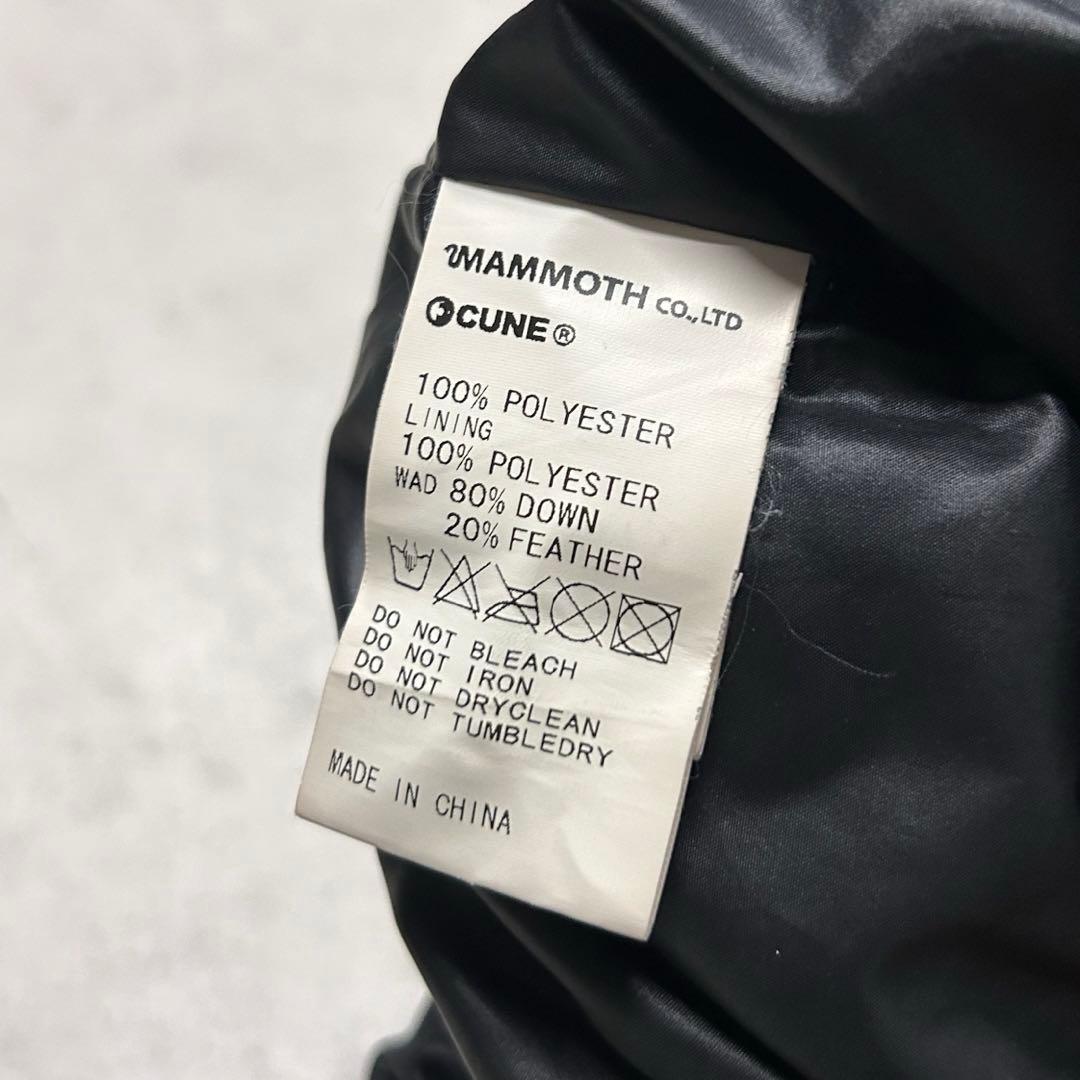 MAMMOTH CO.,LTD
CUNE®
100% POLYESTER
LINING
100% POLYESTER
WAD 80% DOWN
20% FEATHER
DO NOT BLEACH
DO NOT IRON
DO NOT DRYCLEAN
DO NOT TUMBLEDRY
MADE IN CHINA